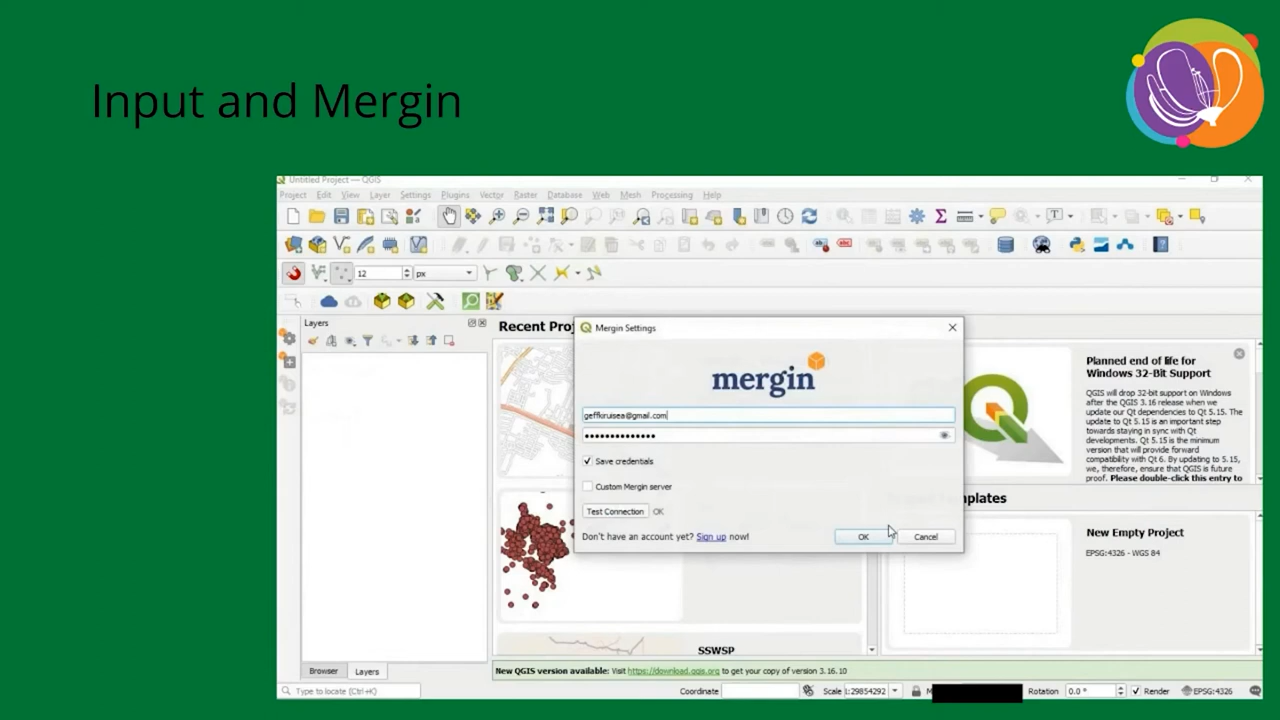 Input and Mergin
Untitled Project — QGIS
Project Edit View Layer Settings Plugins Vector Raster Database Web Mesh Processing Help
12 px
Layers
Recent Proj
Mergin Settings
mergin
geffkiruisea@gmail.com
Save credentials
Custom Mergin server
Test Connection OK
Don't have an account yet? Sign up now!
OK Cancel
Planned end of life for
Windows 32-Bit Support
QGIS will drop 32-bit support on Windows
after the QGIS 3.16 release when we
update our Qt dependencies to Qt 5.15. The
update to Qt 5.15 is an important step
towards staying in sync with Qt
developments. Qt 5.15 is the minimum
version that will provide forward
compatibility with Qt 6. By updating to 5.15,
we, therefore, ensure that QGIS is future
proof. Please double-click this entry to
mplates
New Empty Project
EPSG:4326 - WGS 84
SSWSP
Browser Layers
New QGIS version available: Visit https://download.qgis.org to get your copy of version 3.16.10
Type to locate (Ctrl+K) Coordinate Scale 1:29854292 M Rotation 0.0 ° Render EPSG:4326